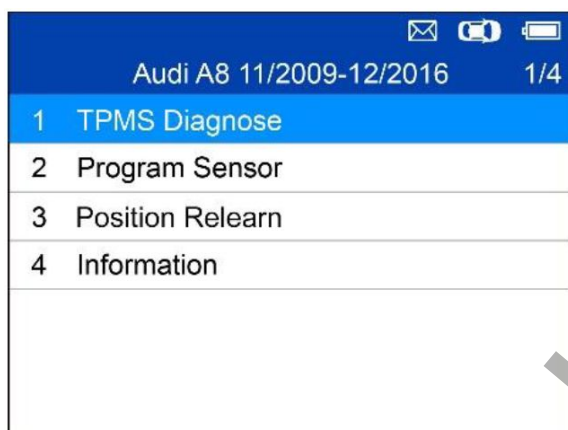 Audi A8 11/2009-12/2016 1/4
1 TPMS Diagnose
2 Program Sensor
3 Position Relearn
4 Information